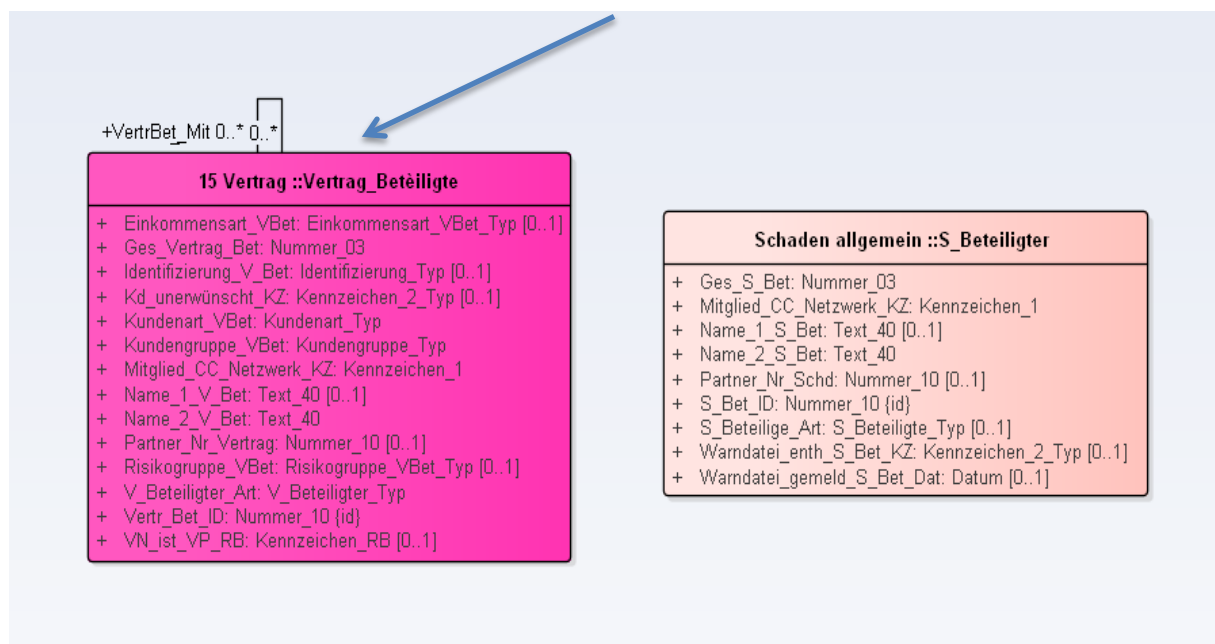 +VertrBet_Mit 0..* 0..*
15 Vertrag ::Vertrag_Betèiligte
+ Einkommensart_VBet: Einkommensart_VBet_Typ [0..1]
+ Ges_Vertrag_Bet: Nummer_03
+ Identifizierung_V_Bet: Identifizierung_Typ [0..1]
+ Kd_unerwünscht_KZ: Kennzeichen_2_Typ [0..1]
+ Kundenart_VBet: Kundenart_Typ
+ Kundengruppe_VBet: Kundengruppe_Typ
+ Mitglied_CC_Netzwerk_KZ: Kennzeichen_1
+ Name_1_V_Bet: Text_40 [0..1]
+ Name_2_V_Bet: Text_40
+ Partner_Nr_Vertrag: Nummer_10 [0..1]
+ Risikogruppe_VBet: Risikogruppe_VBet_Typ [0..1]
+ V_Beteiligter_Art: V_Beteiligter_Typ
+ Vertr_Bet_ID: Nummer_10 {id}
+ VN_ist_VP_RB: Kennzeichen_RB [0..1]
Schaden allgemein ::S_Beteiligter
+ Ges_S_Bet: Nummer_03
+ Mitglied_CC_Netzwerk_KZ: Kennzeichen_1
+ Name_1_S_Bet: Text_40 [0..1]
+ Name_2_S_Bet: Text_40
+ Partner_Nr_Schd: Nummer_10 [0..1]
+ S_Bet_ID: Nummer_10 {id}
+ S_Beteilige_Art: S_Beteiligte_Typ [0..1]
+ Warndatei_enth_S_Bet_KZ: Kennzeichen_2_Typ [0..1]
+ Warndatei_gemeld_S_Bet_Dat: Datum [0..1]